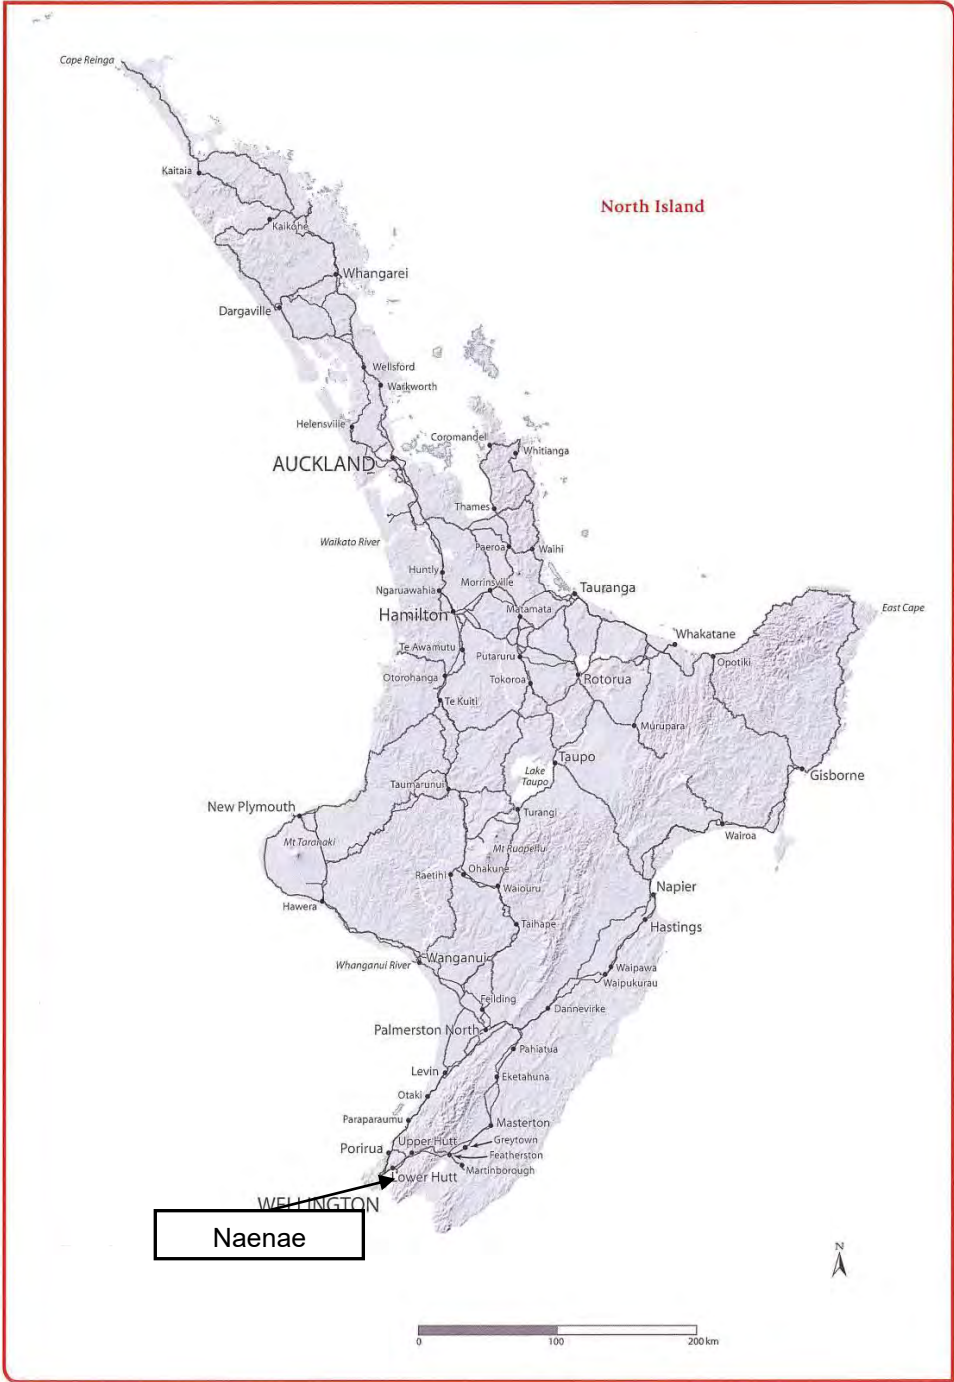 Cape Reinga
Kaitaia
North Island
Kaikohe
Whangarei
Dargaville
Wellsford
Warkworth
Helensville
Coromandel
Whitianga
AUCKLAND
Thames
Waikato River
Paeroa
Waihi
Huntly
Morrinsville
Ngaruawahia
Tauranga
Matamata
East Cape
Hamilton
Whakatane
Te Awamutu
Putaruru
Opotiki
Otorohanga
Tokoroa
Rotorua
Te Kuiti
Murupara
Taupo
Lake
Taupo
Gisborne
Taumarunui
New Plymouth
Turangi
Wairoa
Mt Taranaki
Mt Ruapehu
Ohakune
Raetihi
Waiouru
Napier
Hawera
Taihape
Hastings
Wanganui
Whanganui River
Waipawa
Waipukurau
Feilding
Dannevirke
Palmerston North
Pahiatua
Levin
Eketahuna
Otaki
Paraparaumu
Masterton
Porirua
Upper Hutt
Greytown
Featherston
Martinborough
Lower Hutt
WELLINGTON
Naenae
N
0 100 200 km